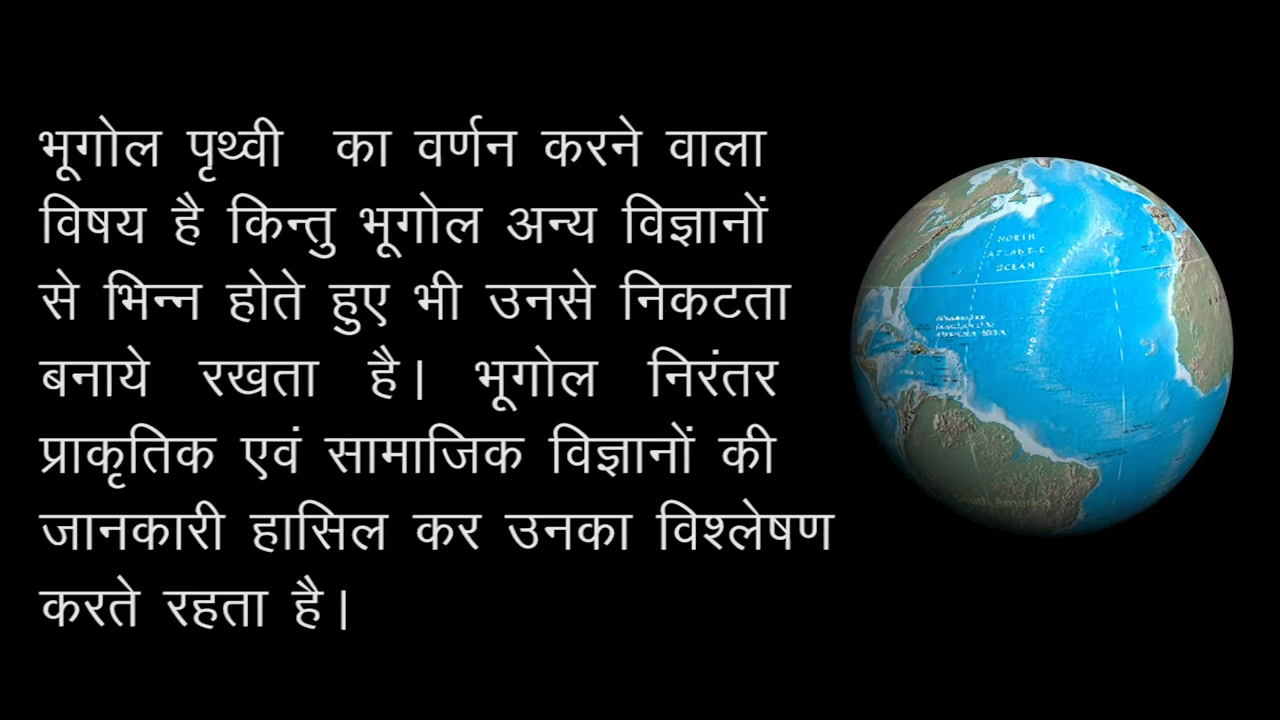 भूगोल पृथ्वी का वर्णन करने वाला
विषय है किन्तु भूगोल अन्य विज्ञानों
से भिन्न होते हुए भी उनसे निकटता
बनाये रखता है। भूगोल निरंतर
प्राकृतिक एवं सामाजिक विज्ञानों की
जानकारी हासिल कर उनका विश्लेषण
करते रहता है।
NORTH
ATLANTIC
OCEAN